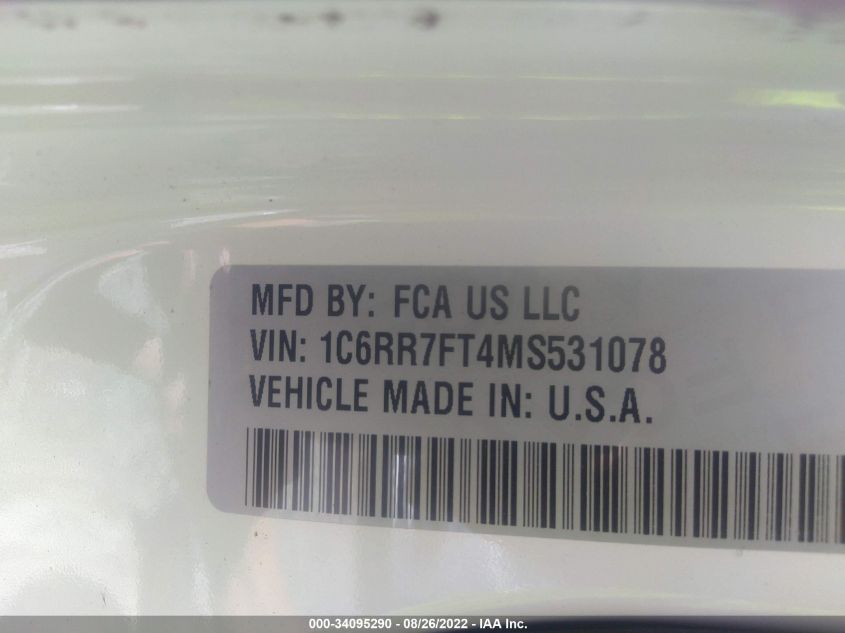 MFD BY: FCA US LLC
VIN: 1C6RR7FT4MS531078
VEHICLE MADE IN: U.S.A.
000-34095290 - 08/26/2022 - IAA Inc.